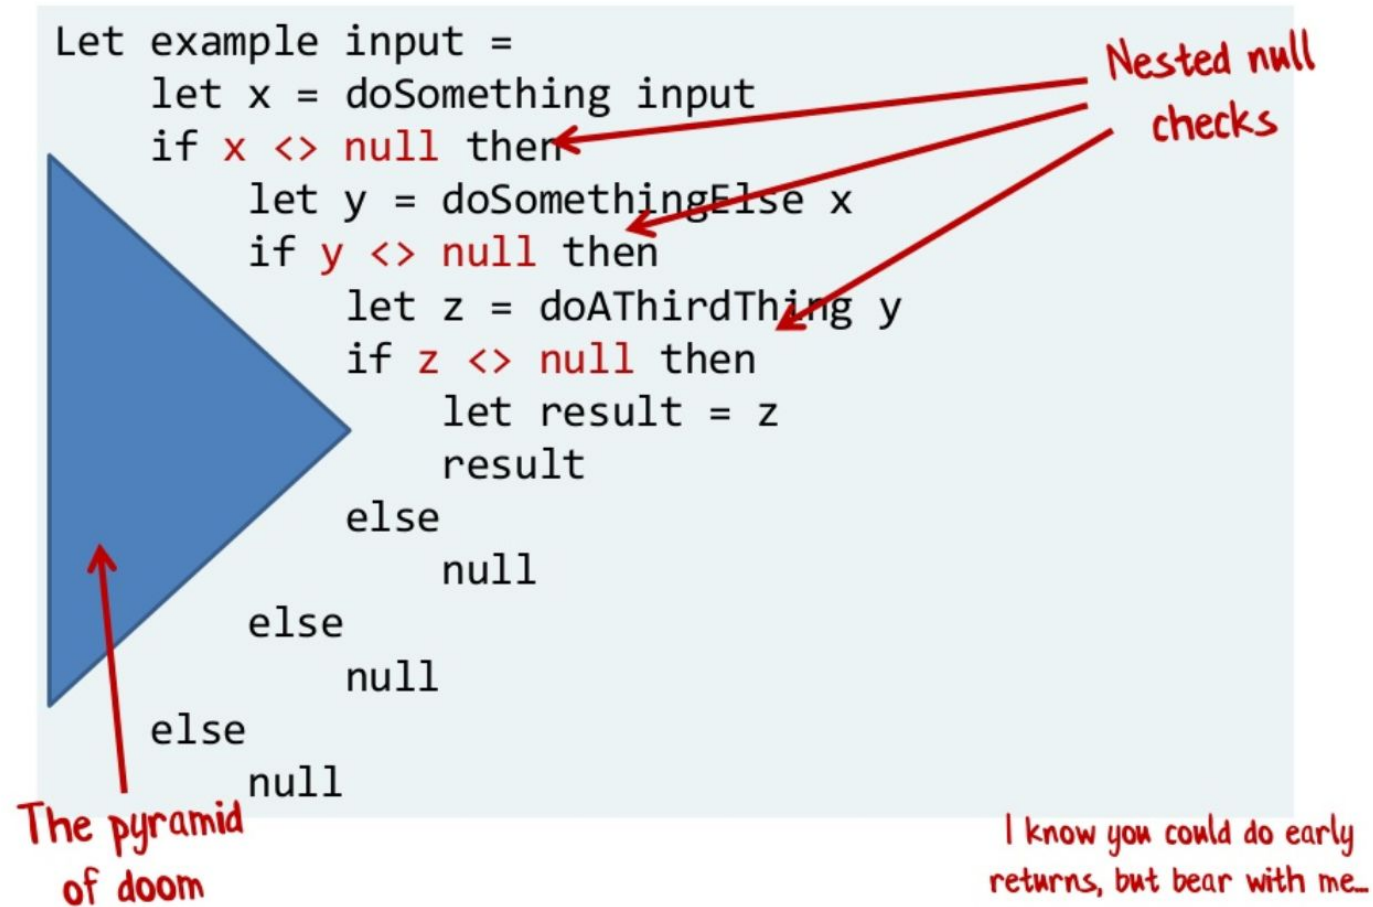 Let example input =
let x = doSomething input
if x <> null then
let y = doSomethingElse x
if y <> null then
let z = doAThirdThing y
if z <> null then
let result = z
result
else
null
else
null
else
null
Nested null
checks
The pyramid
of doom
I know you could do early
returns, but bear with me...